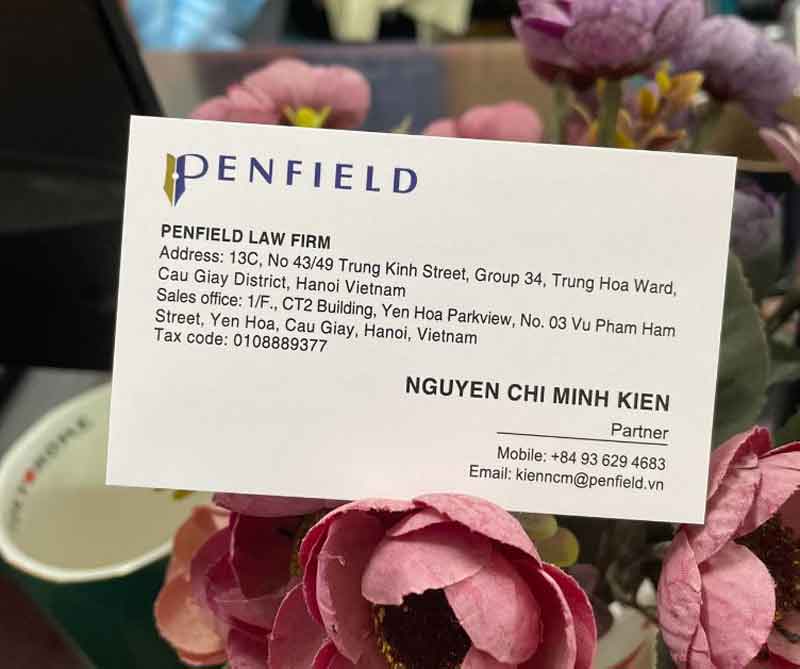 PENFIELD
PENFIELD LAW FIRM
Address: 13C, No 43/49 Trung Kinh Street, Group 34, Trung Hoa Ward,
Cau Giay District, Hanoi Vietnam
Sales office: 1/F., CT2 Building, Yen Hoa Parkview, No. 03 Vu Pham Ham
Street, Yen Hoa, Cau Giay, Hanoi, Vietnam
Tax code: 0108889377
NGUYEN CHI MINH KIEN
Partner
Mobile: +84 93 629 4683
Email: kienncm@penfield.vn